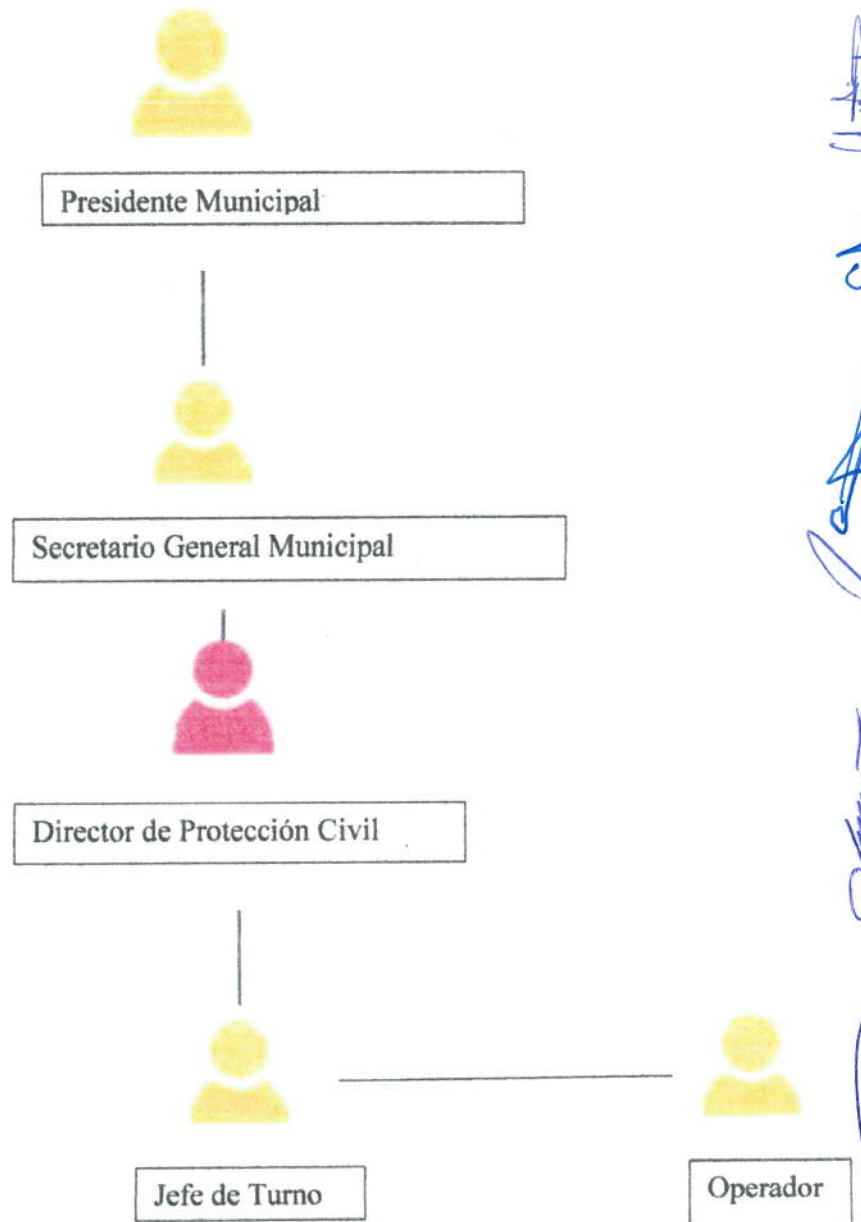 Presidente Municipal
Secretario General Municipal
Director de Protección Civil
Jefe de Turno
Operador